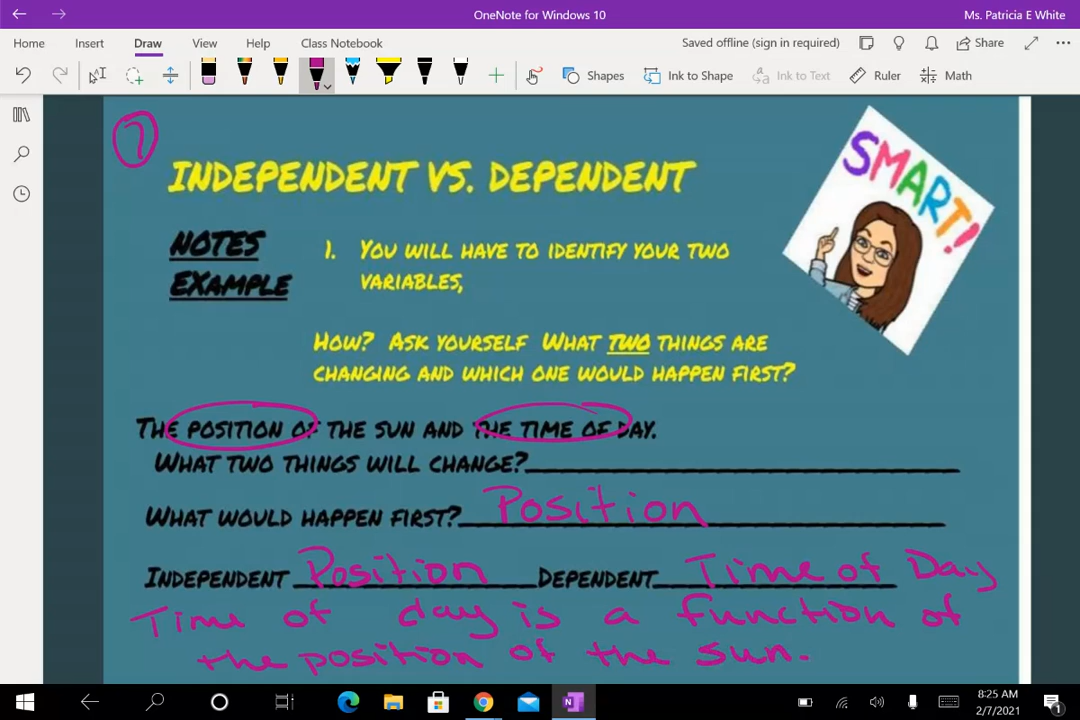 OneNote for Windows 10
Ms. Patricia E White
Home Insert Draw View Help Class Notebook
Saved offline (sign in required)
Share
Shapes
Ink to Shape
Ink to Text
Ruler
Math
7
INDEPENDENT VS. DEPENDENT
SMART!
NOTES
EXAMPLE
1. YOU WILL HAVE TO IDENTIFY YOUR TWO
VARIABLES,
HOW? ASK YOURSELF WHAT TWO THINGS ARE
CHANGING AND WHICH ONE WOULD HAPPEN FIRST?
THE POSITION OF THE SUN AND THE TIME OF DAY.
WHAT TWO THINGS WILL CHANGE?
WHAT WOULD HAPPEN FIRST? Position
INDEPENDENT Position DEPENDENT Time of Day
Time of day is a function of
the position of the sun.
8:25 AM
2/7/2021
1